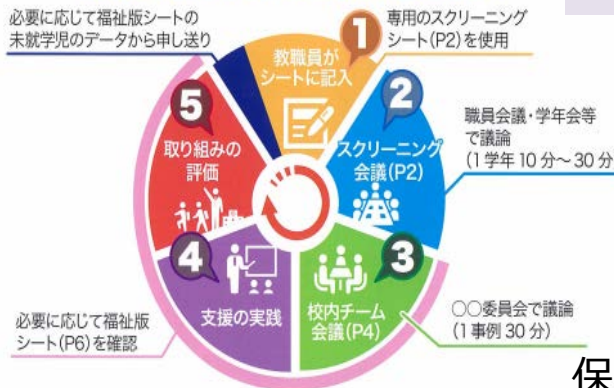 必要に応じて福祉版シートの
未就学児のデータから申し送り
専用のスクリーニング
シート(P2)を使用
1
教職員が
シートに記入
2
スクリーニング
会議(P2)
職員会議・学年会等
で議論
(1学年10分～30分
3
校内チーム
会議(P4)
○○委員会で議論
(1事例30分)
4
支援の実践
必要に応じて福祉版
シート(P6)を確認
5
取り組みの
評価
保